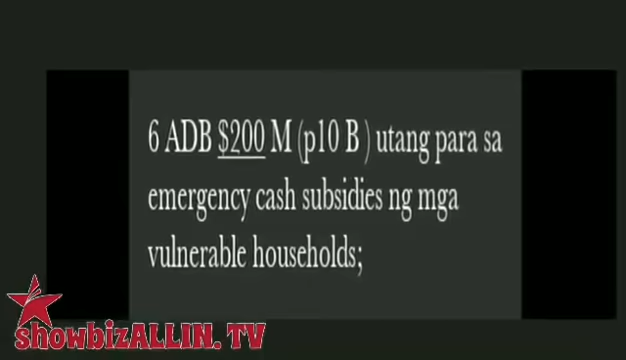 6 ADB $200 M (p10 B ) utang para sa
emergency cash subsidies ng mga
vulnerable households;
showbizALLIN. TV